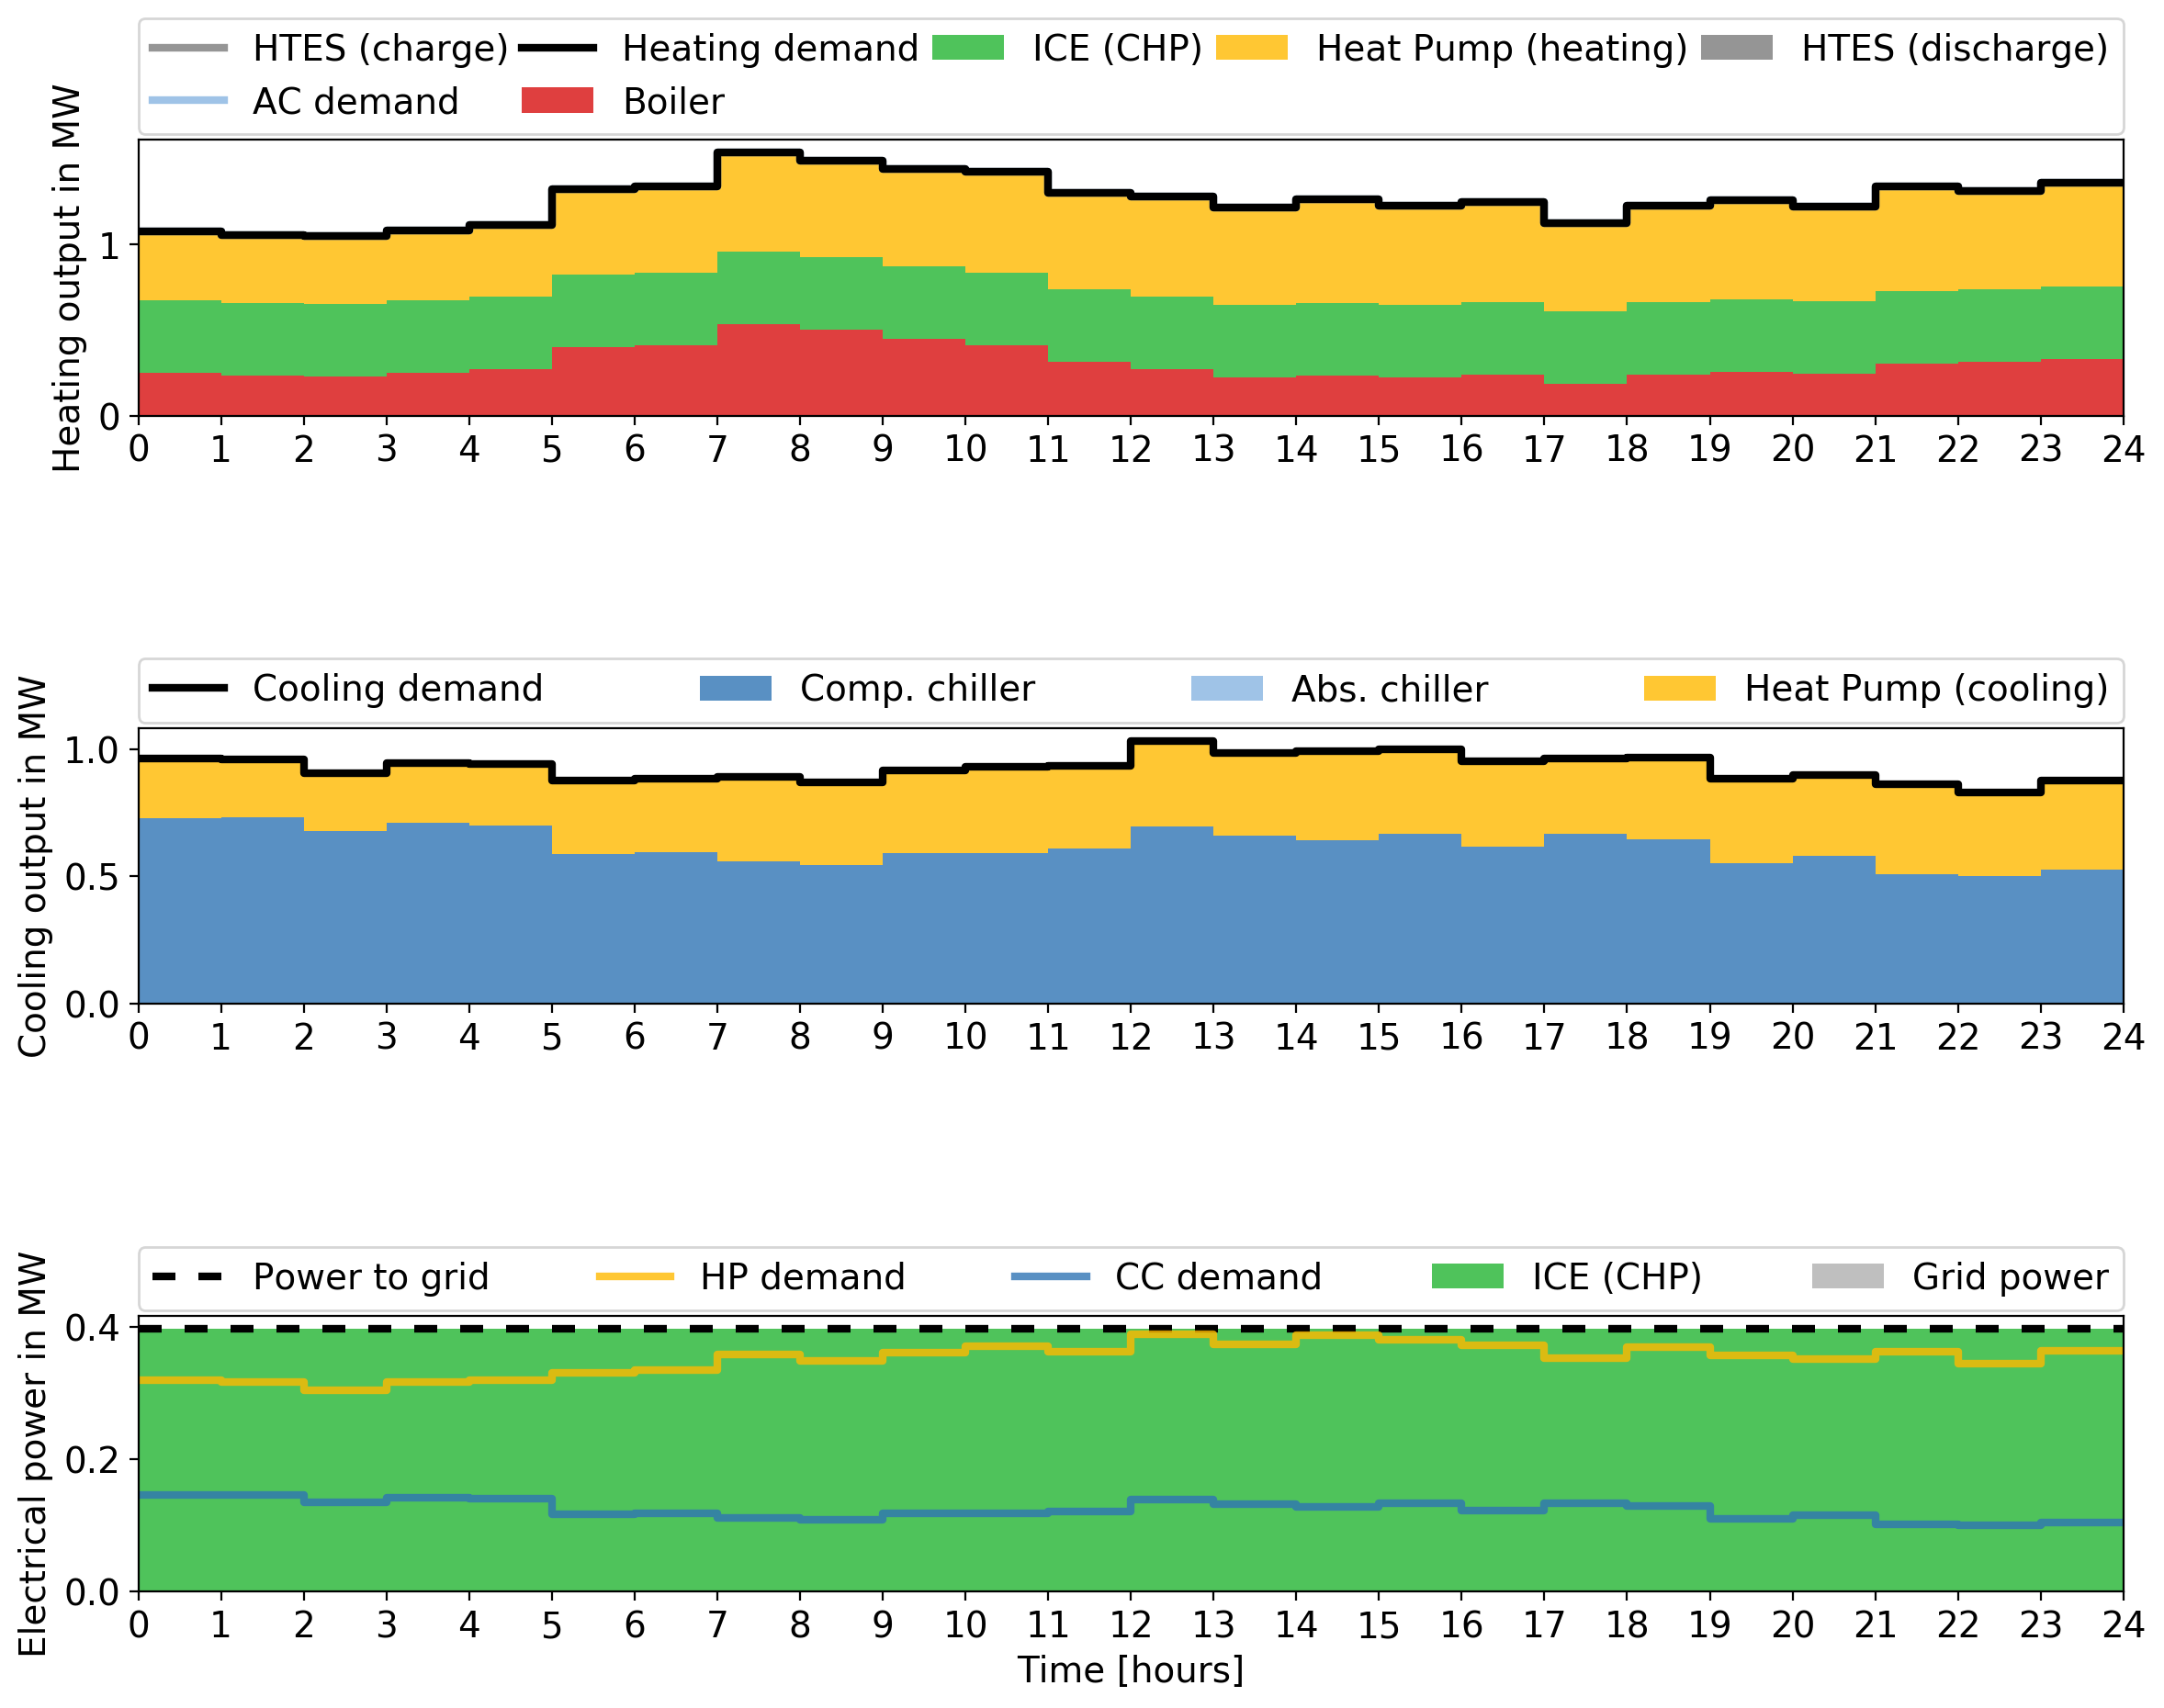 HTES (charge) Heating demand ICE (CHP) Heat Pump (heating) HTES (discharge)
AC demand Boiler
Heating output in MW
1
0
0 1 2 3 4 5 6 7 8 9 10 11 12 13 14 15 16 17 18 19 20 21 22 23 24
Cooling demand Comp. chiller Abs. chiller Heat Pump (cooling)
Cooling output in MW
1.0
0.5
0.0
0 1 2 3 4 5 6 7 8 9 10 11 12 13 14 15 16 17 18 19 20 21 22 23 24
Power to grid HP demand CC demand ICE (CHP) Grid power
Electrical power in MW
0.4
0.2
0.0
0 1 2 3 4 5 6 7 8 9 10 11 12 13 14 15 16 17 18 19 20 21 22 23 24
Time [hours]